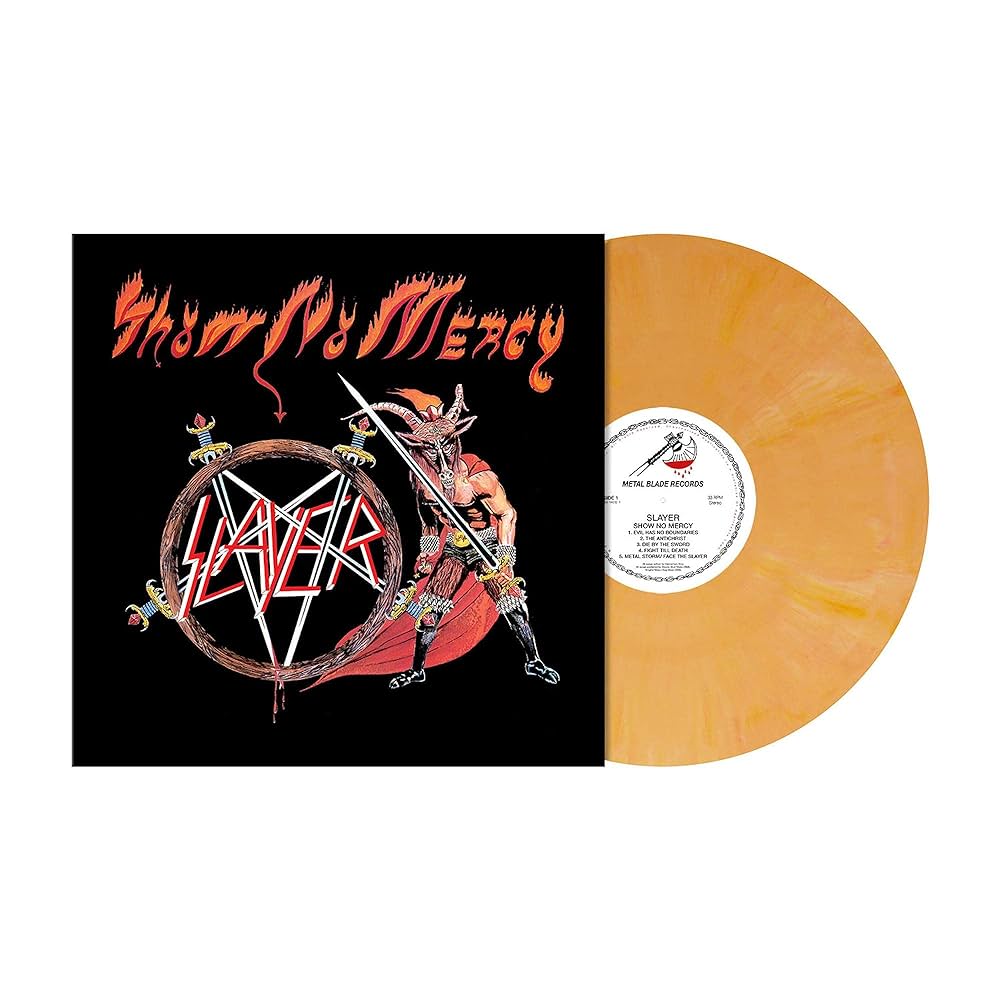 Show No Mercy
SLAYER
METAL BLADE RECORDS
SIDE 1
33 RPM
Stereo
SLAYER
SHOW NO MERCY
1. EVIL HAS NO BOUNDARIES
2. THE ANTICHRIST
3. DIE BY THE SWORD
4. FIGHT TILL DEATH
5. METAL STORM/ FACE THE SLAYER